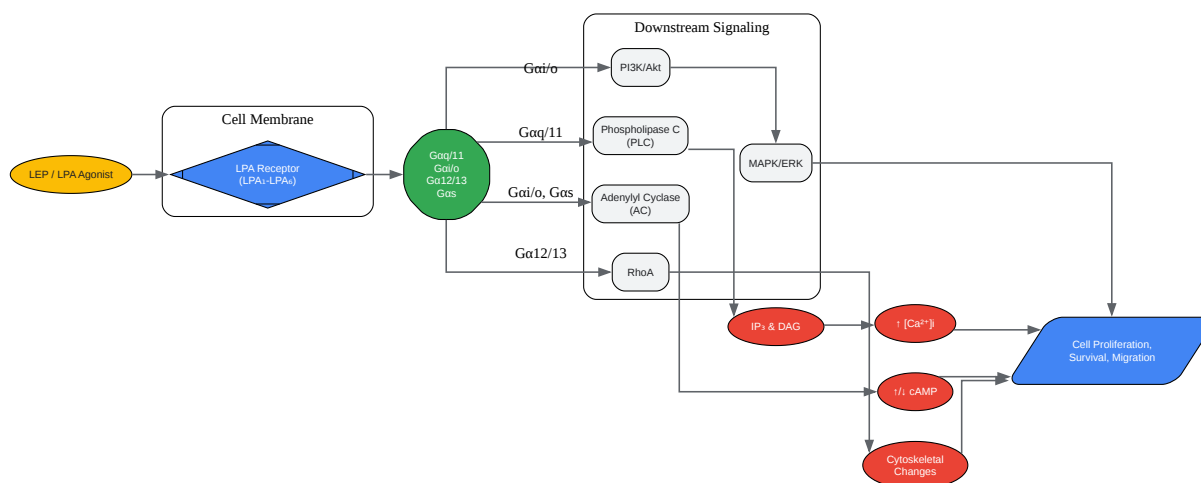 Downstream Signaling
Gαi/o
PI3K/Akt
Cell Membrane
Gαq/11
Phospholipase C
(PLC)
MAPK/ERK
LEP / LPA Agonist
LPA Receptor
(LPA₁-LPA₆)
Gαq/11
Gαi/o
Gα12/13
Gαs
Gαi/o, Gαs
Adenylyl Cyclase
(AC)
Gα12/13
RhoA
IP₃ & DAG
↑ [Ca²⁺]i
Cell Proliferation,
Survival, Migration
↑/↓ cAMP
Cytoskeletal
Changes